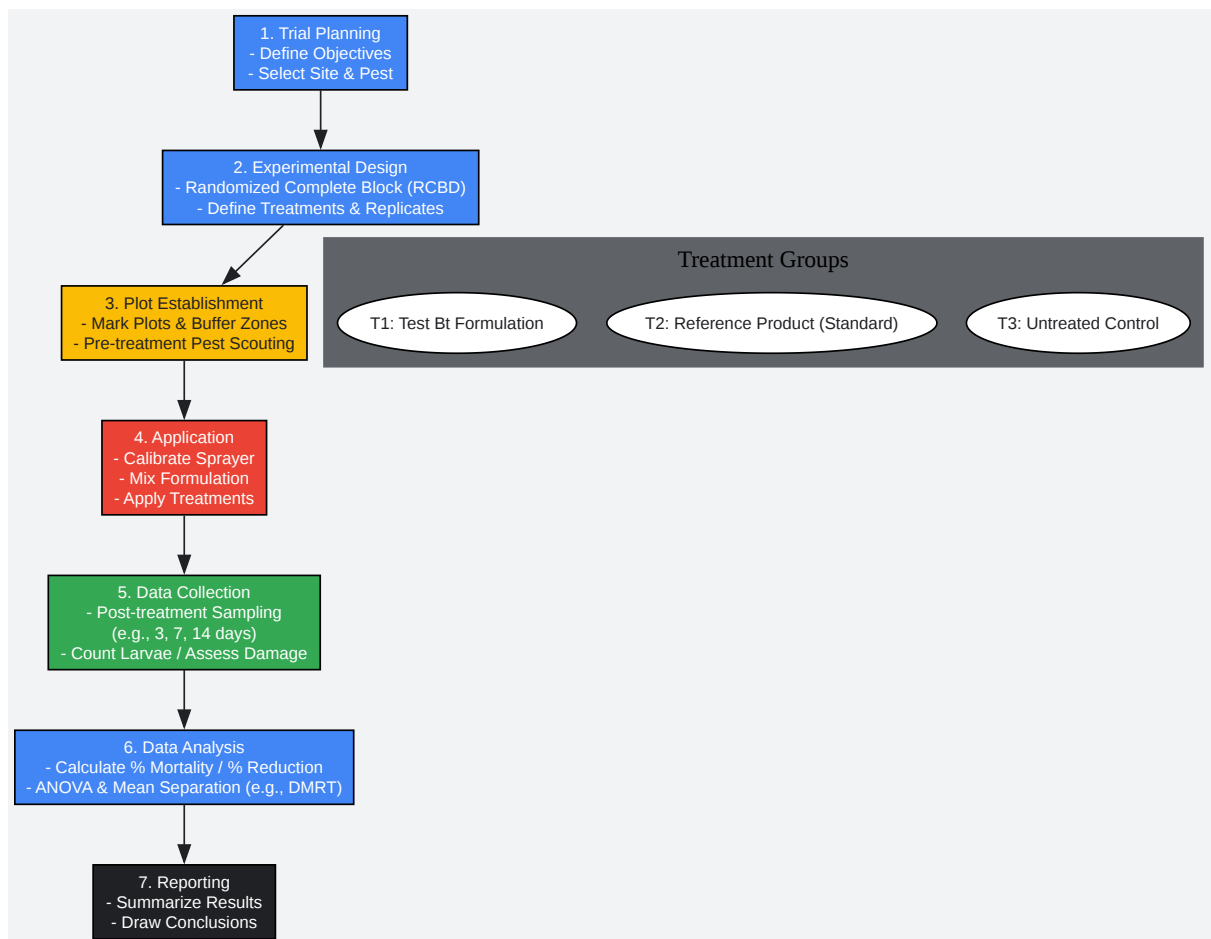 1. Trial Planning
- Define Objectives
- Select Site & Pest
2. Experimental Design
- Randomized Complete Block (RCBD)
- Define Treatments & Replicates
Treatment Groups
T1: Test Bt Formulation
T2: Reference Product (Standard)
T3: Untreated Control
3. Plot Establishment
- Mark Plots & Buffer Zones
- Pre-treatment Pest Scouting
4. Application
- Calibrate Sprayer
- Mix Formulation
- Apply Treatments
5. Data Collection
- Post-treatment Sampling
(e.g., 3, 7, 14 days)
- Count Larvae / Assess Damage
6. Data Analysis
- Calculate % Mortality / % Reduction
- ANOVA & Mean Separation (e.g., DMRT)
7. Reporting
- Summarize Results
- Draw Conclusions